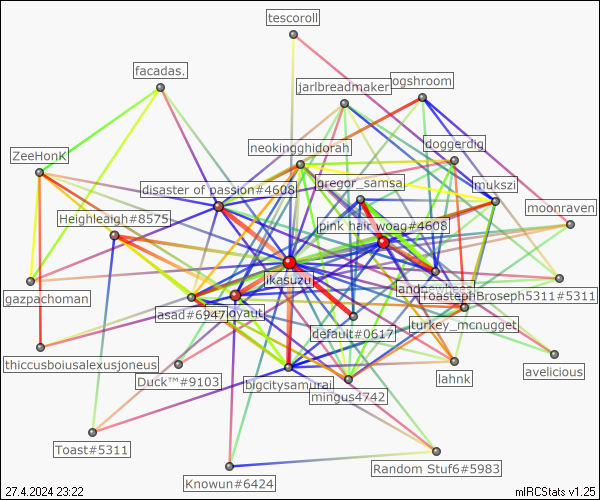 tescoroll
facadas.
jarlbreadmaker
ogshroom
ZeeHonK
neokingghidorah
doggerdig
disaster of passion#4608
gregor_samsa
mukszi
Heighleaigh#8575
pink hair woag#4608
moonraven
ikasuzu
gazpachoman
asad#6947
ToastephBroseph5311#5311
default#0617
turkey_mcnugget
thiccusboiusalexusjoneus
Duck™#9103
bigcitysamurai
mingus4742
lahnk
avelicious
Toast#5311
Random Stuf6#5983
Knowun#6424
27.4.2024 23:22
mIRCStats v1.25